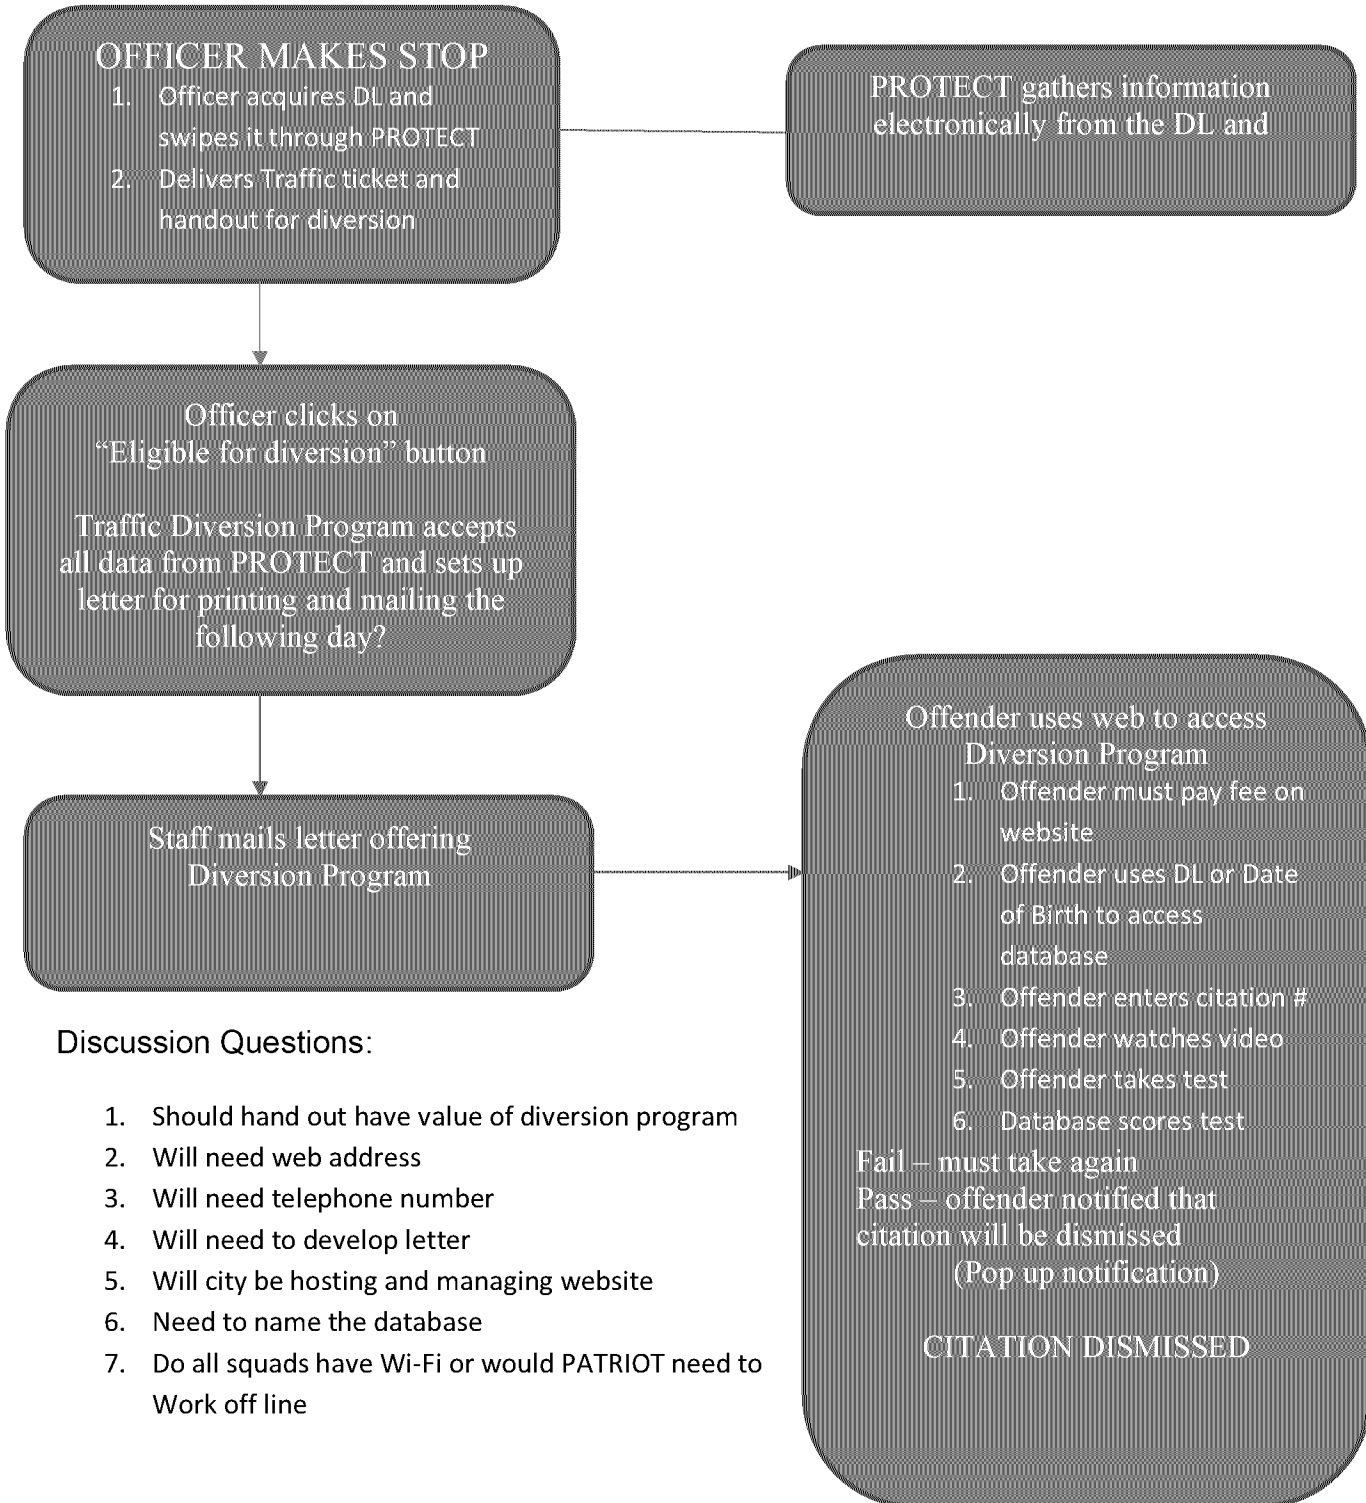 OFFICER MAKES STOP
1. Officer acquires DL and
swipes it through PROTECT
2. Delivers Traffic ticket and
handout for diversion
PROTECT gathers information
electronically from the DL and
Officer clicks on
“Eligible for diversion” button
Traffic Diversion Program accepts
all data from PROTECT and sets up
letter for printing and mailing the
following day?
Staff mails letter offering
Diversion Program
Offender uses web to access
Diversion Program
1. Offender must pay fee on
website
2. Offender uses DL or Date
of Birth to access
database
3. Offender enters citation #
4. Offender watches video
5. Offender takes test
6. Database scores test
Fail – must take again
Pass – offender notified that
citation will be dismissed
(Pop up notification)
CITATION DISMISSED
Discussion Questions:
1. Should hand out have value of diversion program
2. Will need web address
3. Will need telephone number
4. Will need to develop letter
5. Will city be hosting and managing website
6. Need to name the database
7. Do all squads have Wi-Fi or would PATRIOT need to
Work off line